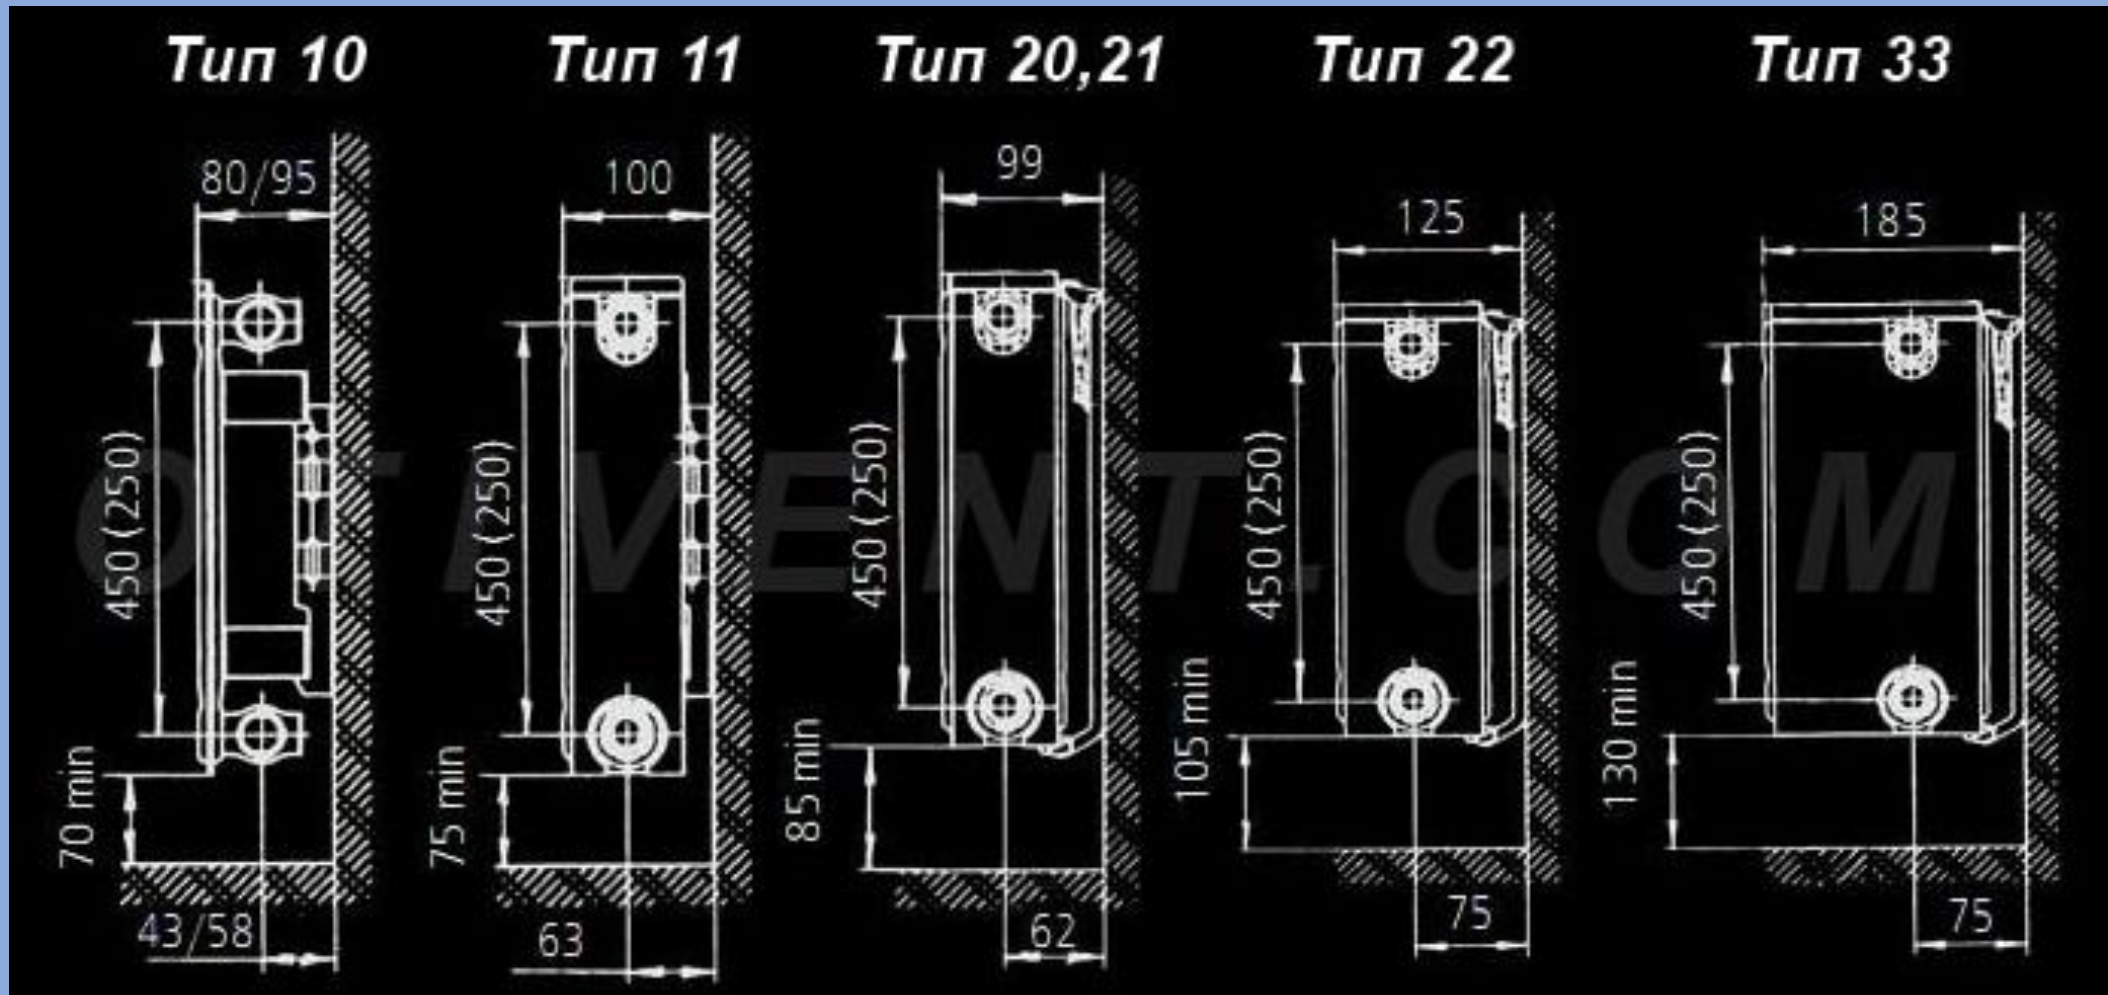 Тип 10
Тип 11
Тип 20,21
Тип 22
Тип 33
80/95
100
99
125
185
450 (250)
450 (250)
450 (250)
450 (250)
450 (250)
70 min
75 min
85 min
105 min
130 min
43/58
63
62
75
75
OTIVENT.COM